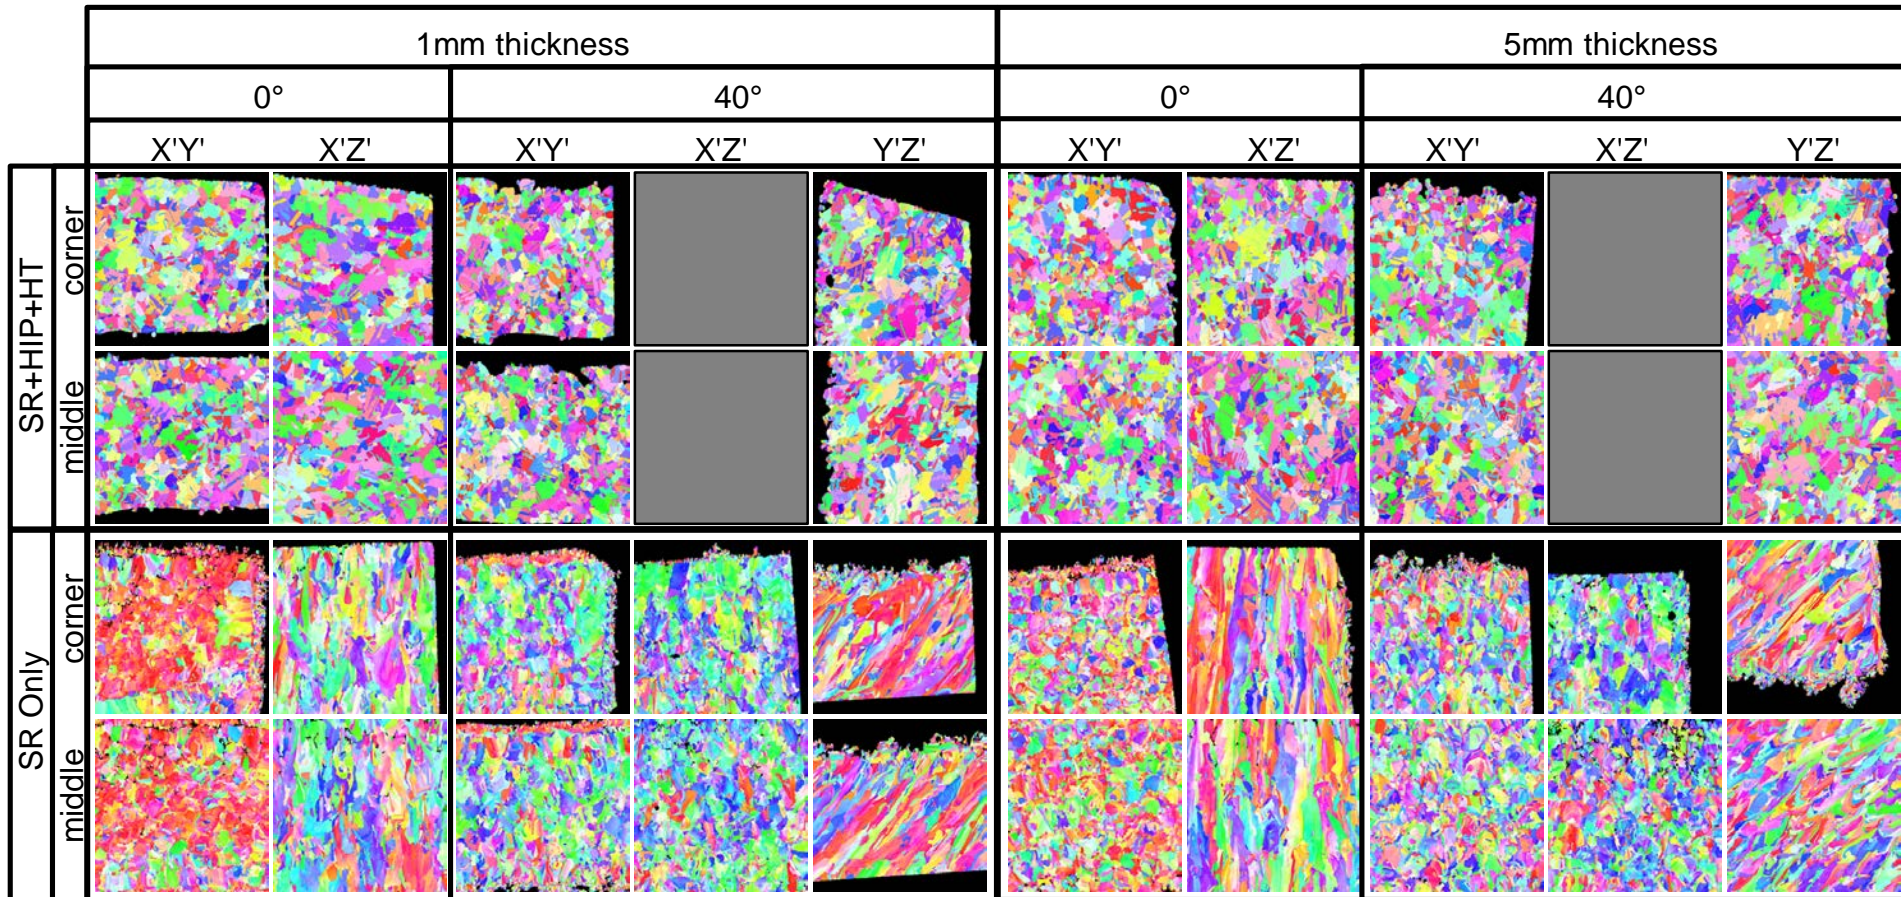 1mm thickness 5mm thickness
0° 40° 0° 40°
X'Y' X'Z' X'Y' X'Z' Y'Z' X'Y' X'Z' X'Y' X'Z' Y'Z'
SR+HIP+HT
corner
middle
SR Only
corner
middle